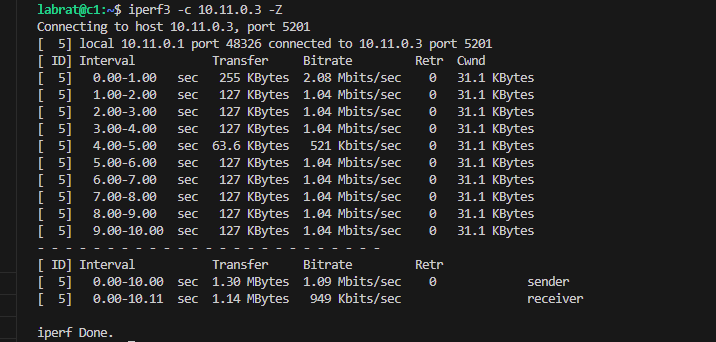 labrat@c1:~$ iperf3 -c 10.11.0.3 -Z
Connecting to host 10.11.0.3, port 5201
[  5] local 10.11.0.1 port 48326 connected to 10.11.0.3 port 5201
[ ID] Interval           Transfer     Bitrate         Retr  Cwnd
[  5]   0.00-1.00   sec   255 KBytes  2.08 Mbits/sec    0   31.1 KBytes
[  5]   1.00-2.00   sec   127 KBytes  1.04 Mbits/sec    0   31.1 KBytes
[  5]   2.00-3.00   sec   127 KBytes  1.04 Mbits/sec    0   31.1 KBytes
[  5]   3.00-4.00   sec   127 KBytes  1.04 Mbits/sec    0   31.1 KBytes
[  5]   4.00-5.00   sec  63.6 KBytes   521 Kbits/sec    0   31.1 KBytes
[  5]   5.00-6.00   sec   127 KBytes  1.04 Mbits/sec    0   31.1 KBytes
[  5]   6.00-7.00   sec   127 KBytes  1.04 Mbits/sec    0   31.1 KBytes
[  5]   7.00-8.00   sec   127 KBytes  1.04 Mbits/sec    0   31.1 KBytes
[  5]   8.00-9.00   sec   127 KBytes  1.04 Mbits/sec    0   31.1 KBytes
[  5]   9.00-10.00  sec   127 KBytes  1.04 Mbits/sec    0   31.1 KBytes
- - - - - - - - - - - - - - - - - - - - - - - - -
[ ID] Interval           Transfer     Bitrate         Retr
[  5]   0.00-10.00  sec  1.30 MBytes  1.09 Mbits/sec    0             sender
[  5]   0.00-10.11  sec  1.14 MBytes   949 Kbits/sec                  receiver
iperf Done.